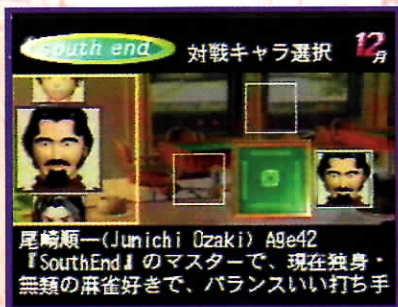 south end
対戦キャラ選択
12月
尾崎順一(Junichi Ozaki) Age42
『SouthEnd』のマスターで、現在独身・
無類の麻雀好きで、バランスいい打ち手